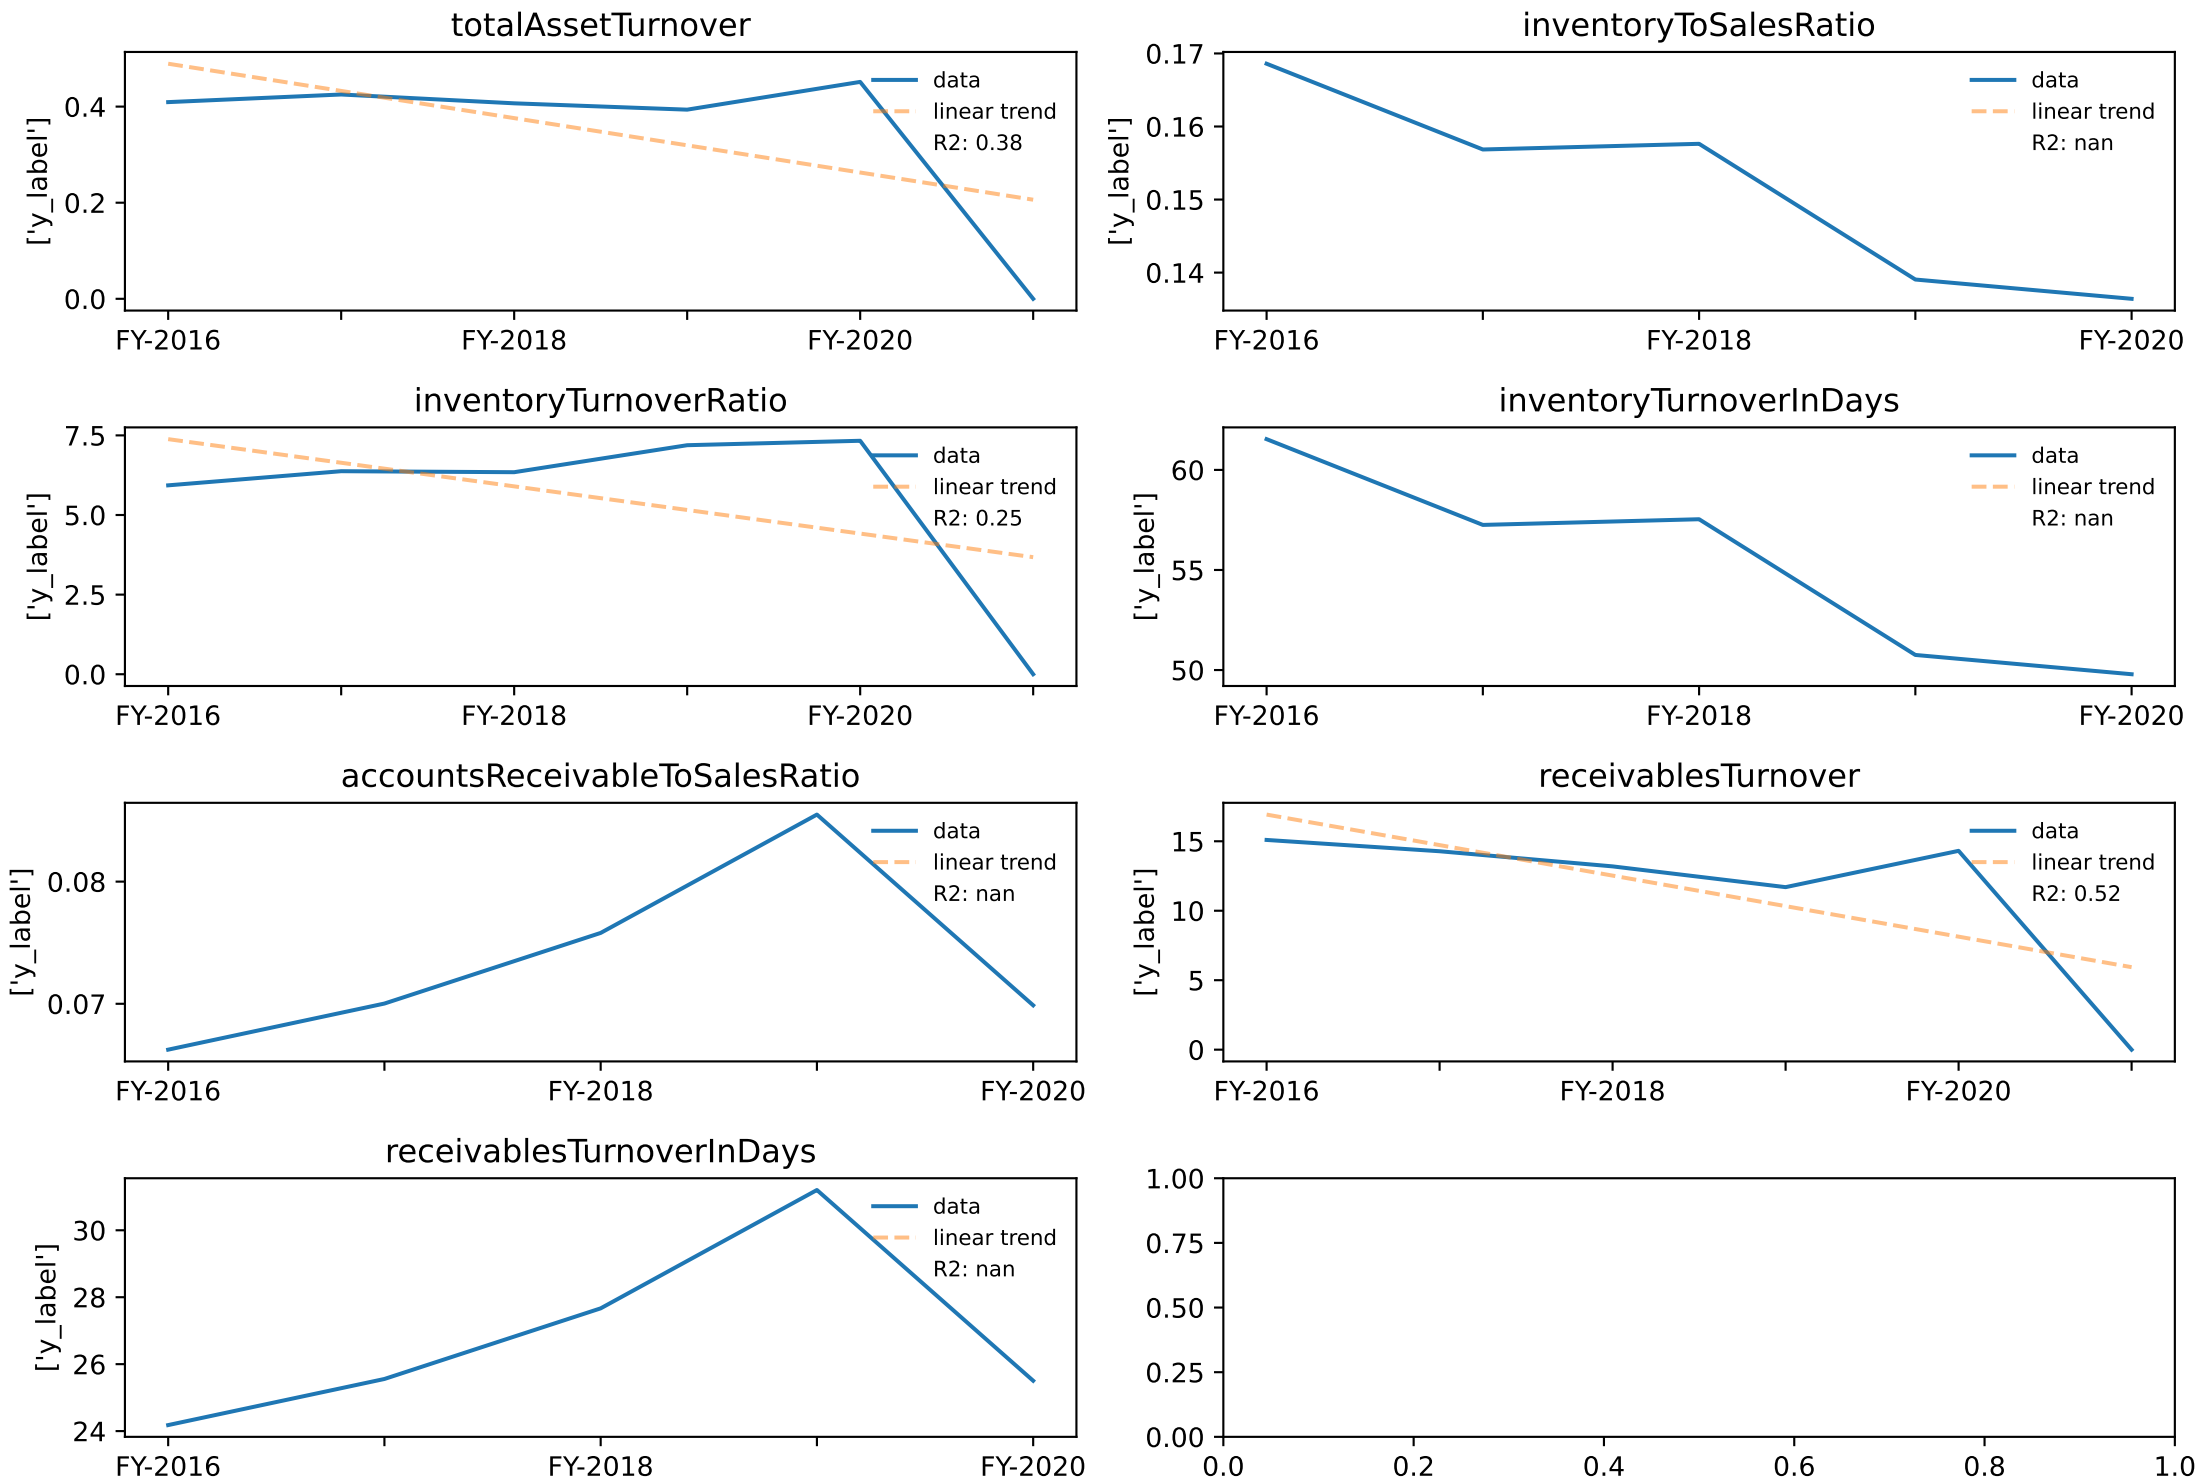 totalAssetTurnover
['y_label']
0.4
0.2
0.0
data
linear trend
R2: 0.38
FY-2016 FY-2018 FY-2020
inventoryToSalesRatio
['y_label']
0.17
0.16
0.15
0.14
data
linear trend
R2: nan
FY-2016 FY-2018 FY-2020
inventoryTurnoverRatio
['y_label']
7.5
5.0
2.5
0.0
data
linear trend
R2: 0.25
FY-2016 FY-2018 FY-2020
inventoryTurnoverInDays
['y_label']
60
55
50
data
linear trend
R2: nan
FY-2016 FY-2018 FY-2020
accountsReceivableToSalesRatio
['y_label']
0.08
0.07
data
linear trend
R2: nan
FY-2016 FY-2018 FY-2020
receivablesTurnover
['y_label']
15
10
5
0
data
linear trend
R2: 0.52
FY-2016 FY-2018 FY-2020
receivablesTurnoverInDays
['y_label']
30
28
26
24
data
linear trend
R2: nan
FY-2016 FY-2018 FY-2020
1.00
0.75
0.50
0.25
0.00
0.0 0.2 0.4 0.6 0.8 1.0